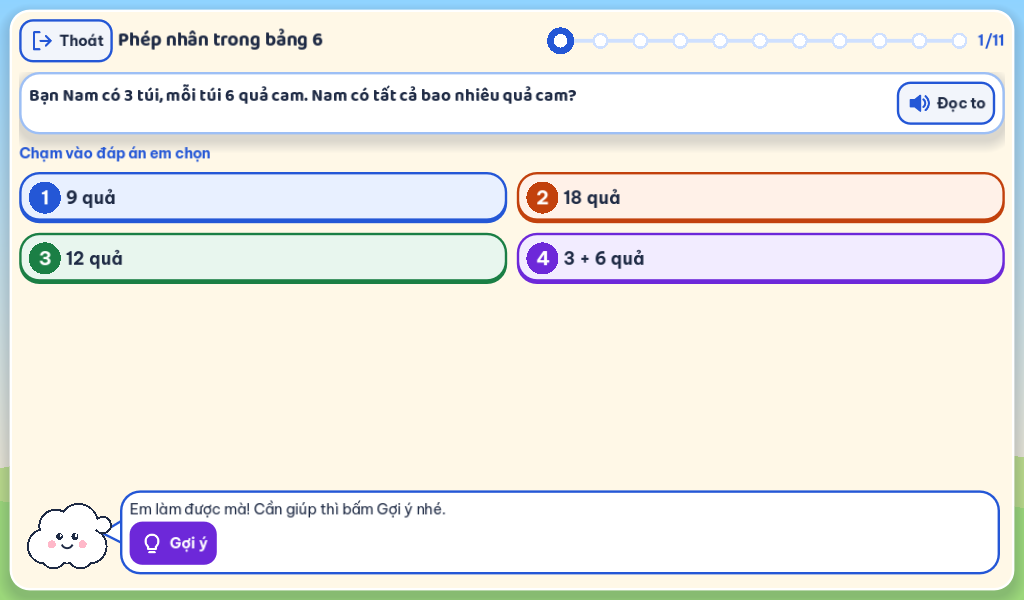 Thoát
Phép nhân trong bảng 6
1/11
Bạn Nam có 3 túi, mỗi túi 6 quả cam. Nam có tất cả bao nhiêu quả cam?
Đọc to
Chạm vào đáp án em chọn
1 9 quả
2 18 quả
3 12 quả
4 3 + 6 quả
Em làm được mà! Cần giúp thì bấm Gợi ý nhé.
Gợi ý